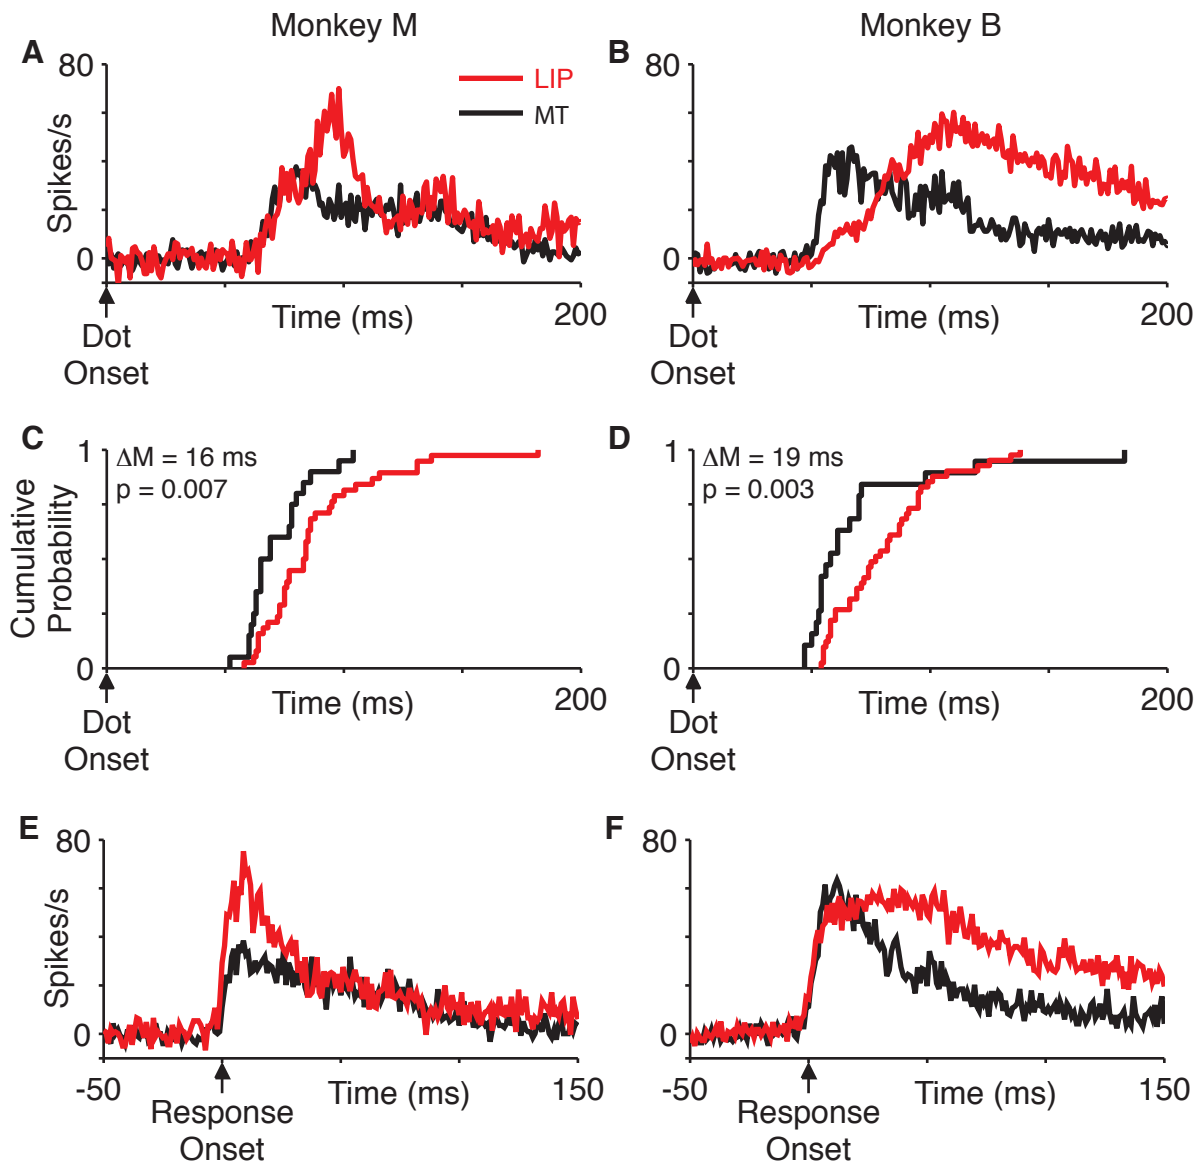 Monkey M
Monkey B
A
80
Spikes/s
0
LIP
MT
Time (ms)
200
Dot
Onset
B
80
0
Time (ms)
200
Dot
Onset
C
1
Cumulative
Probability
0
ΔM = 16 ms
p = 0.007
Time (ms)
200
Dot
Onset
D
1
0
ΔM = 19 ms
p = 0.003
Time (ms)
200
Dot
Onset
E
80
Spikes/s
0
-50
Time (ms)
150
Response
Onset
F
80
0
-50
Time (ms)
150
Response
Onset